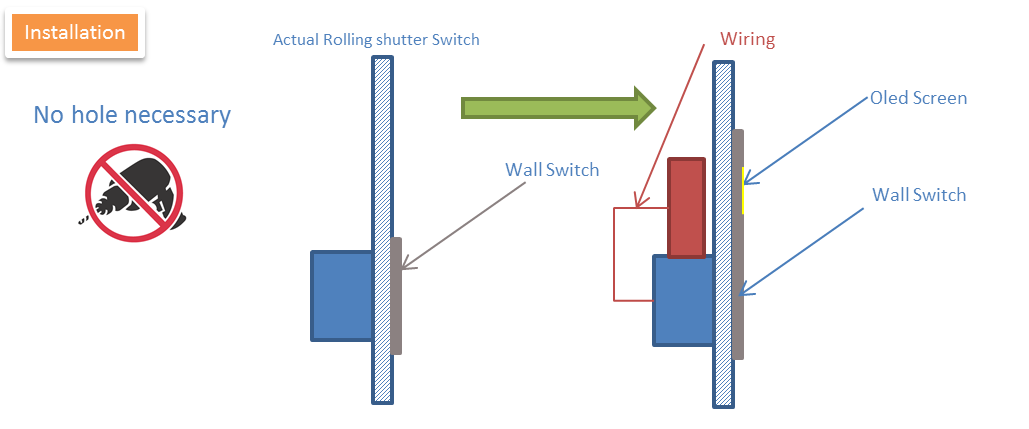 Installation
Actual Rolling shutter Switch
Wiring
No hole necessary
Oled Screen
Wall Switch
Wall Switch